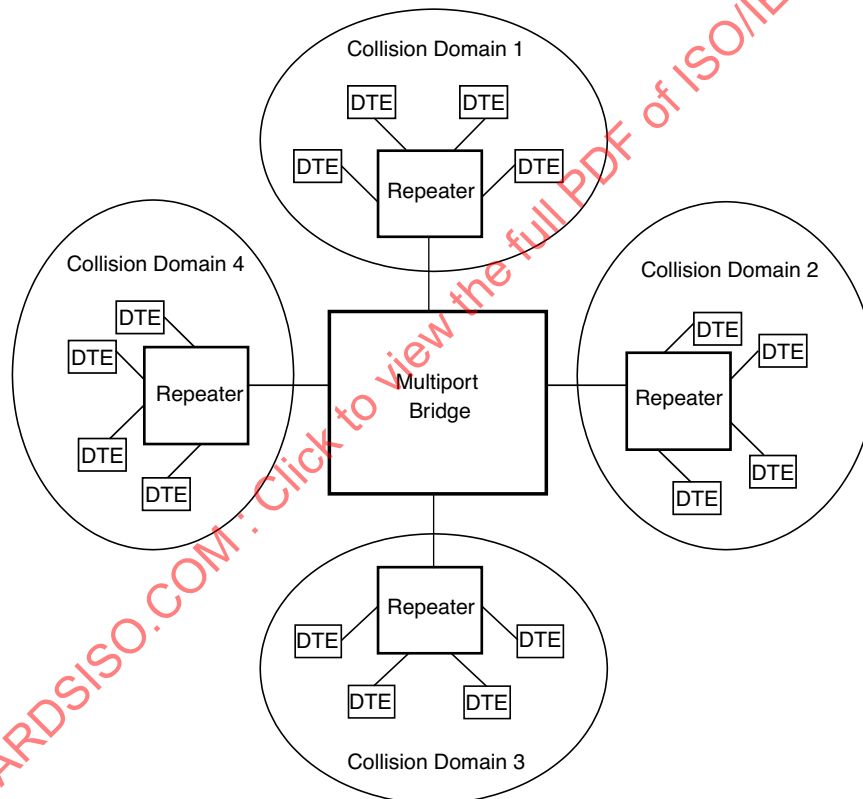 Collision Domain 1
DTE
DTE
DTE
DTE
Repeater
Collision Domain 4
DTE
DTE
DTE
DTE
Repeater
Multiport
Bridge
Collision Domain 2
DTE
DTE
DTE
DTE
Repeater
Repeater
DTE
DTE
DTE
DTE
Collision Domain 3
ARDSISO.COM : Click to view the full PDF of ISO/IE